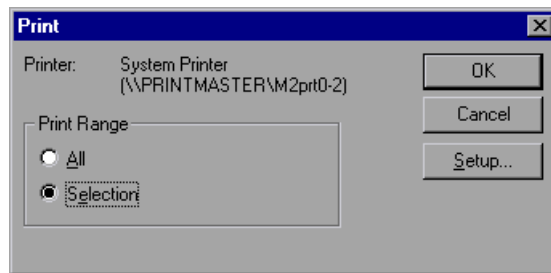 Print
Printer: System Printer
(\\PRINTMASTER\M2prt0-2)
OK
Cancel
Setup...
Print Range
All
Selection